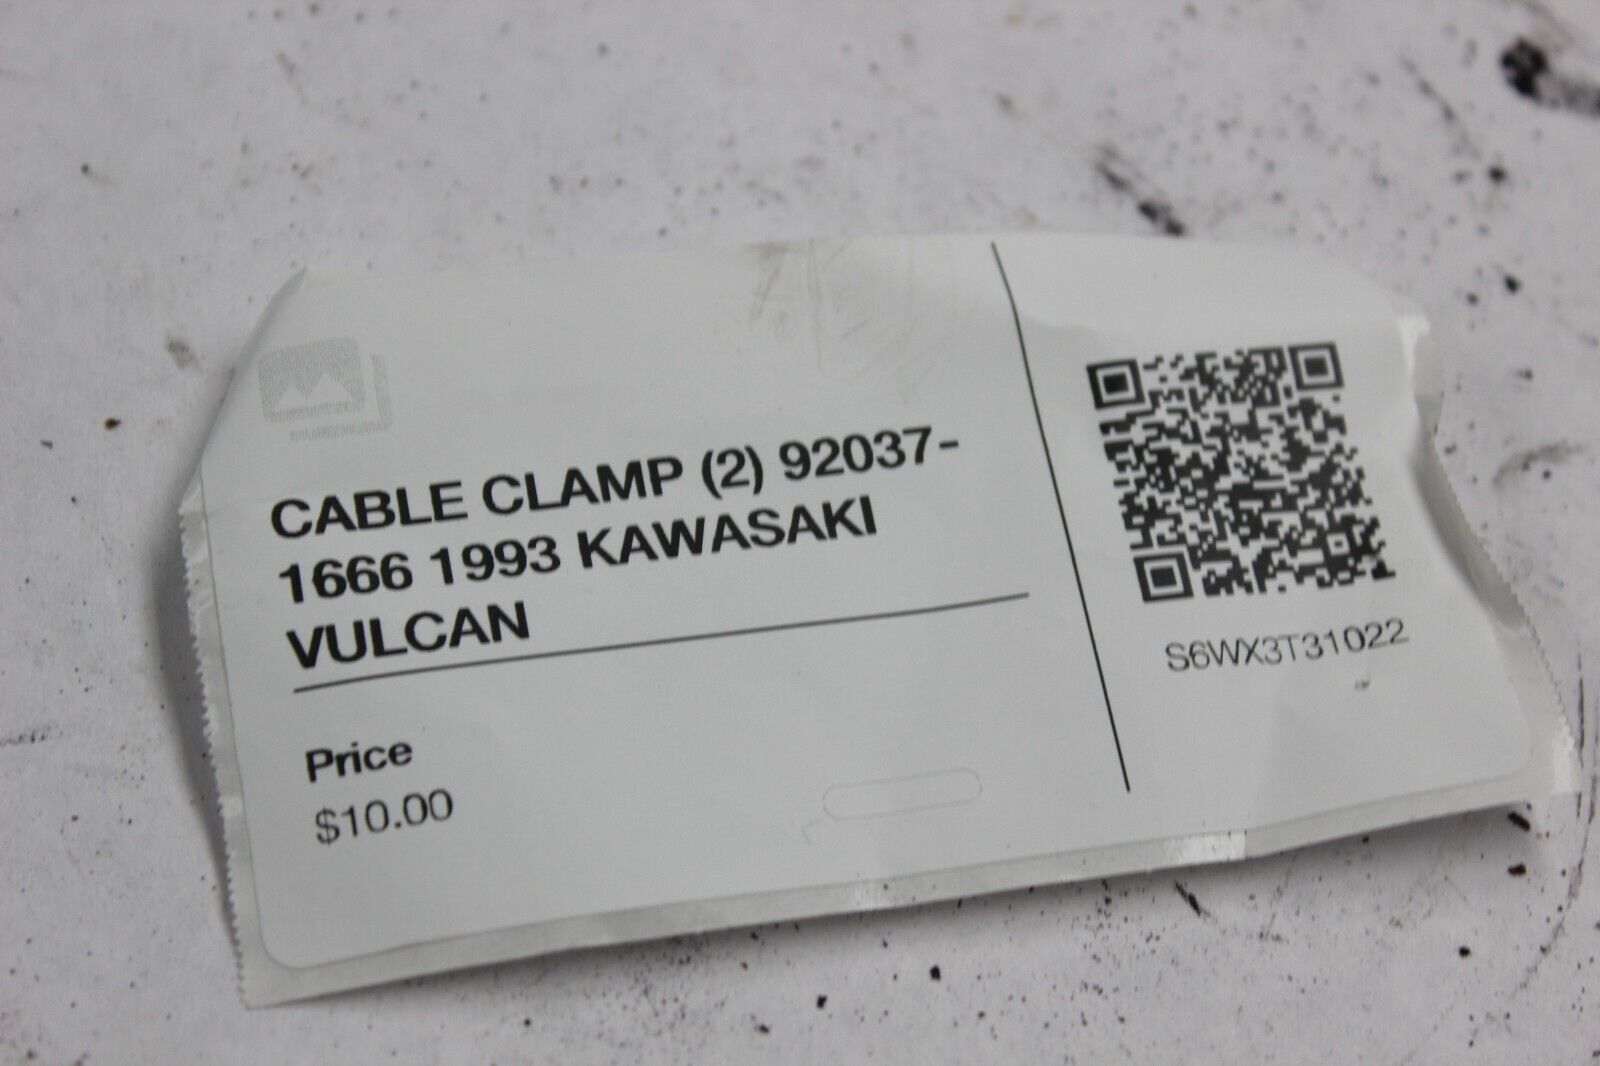 CABLE CLAMP (2) 92037-
1666 1993 KAWASAKI
VULCAN
Price
$10.00
S6WX3T31022